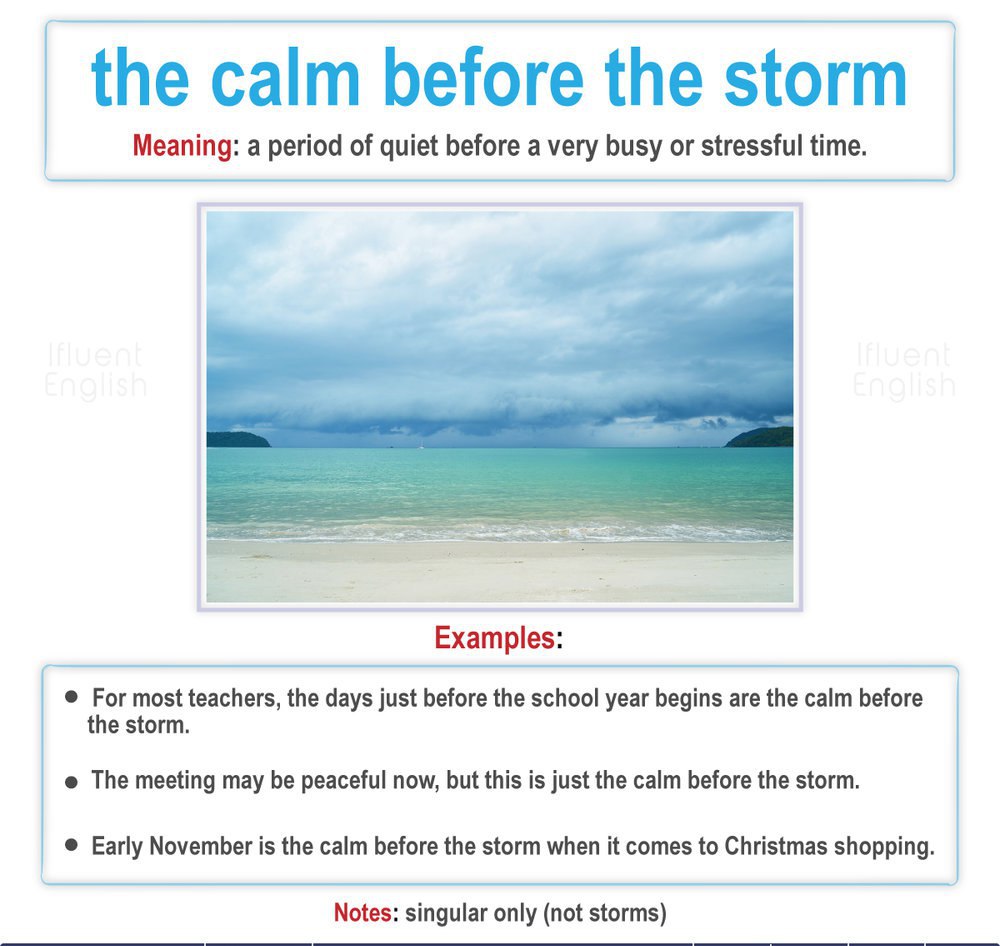 the calm before the storm
Meaning: a period of quiet before a very busy or stressful time.
Ifluent
English
Ifluent
English
Examples:
● For most teachers, the days just before the school year begins are the calm before
the storm.
● The meeting may be peaceful now, but this is just the calm before the storm.
● Early November is the calm before the storm when it comes to Christmas shopping.
Notes: singular only (not storms)